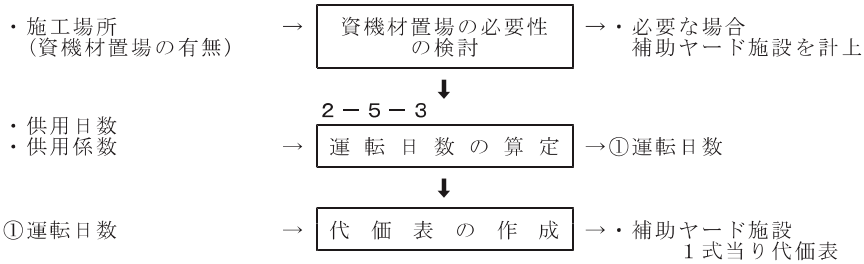 ・施工場所 → 資機材置場の必要性 →・必要な場合
（資機材置場の有無） の検討 補助ヤード施設を計上
２－５－３
・供用日数
・供用係数 → 運転日数の算定 →①運転日数
①運転日数 → 代価表の作成 →・補助ヤード施設
１式当り代価表